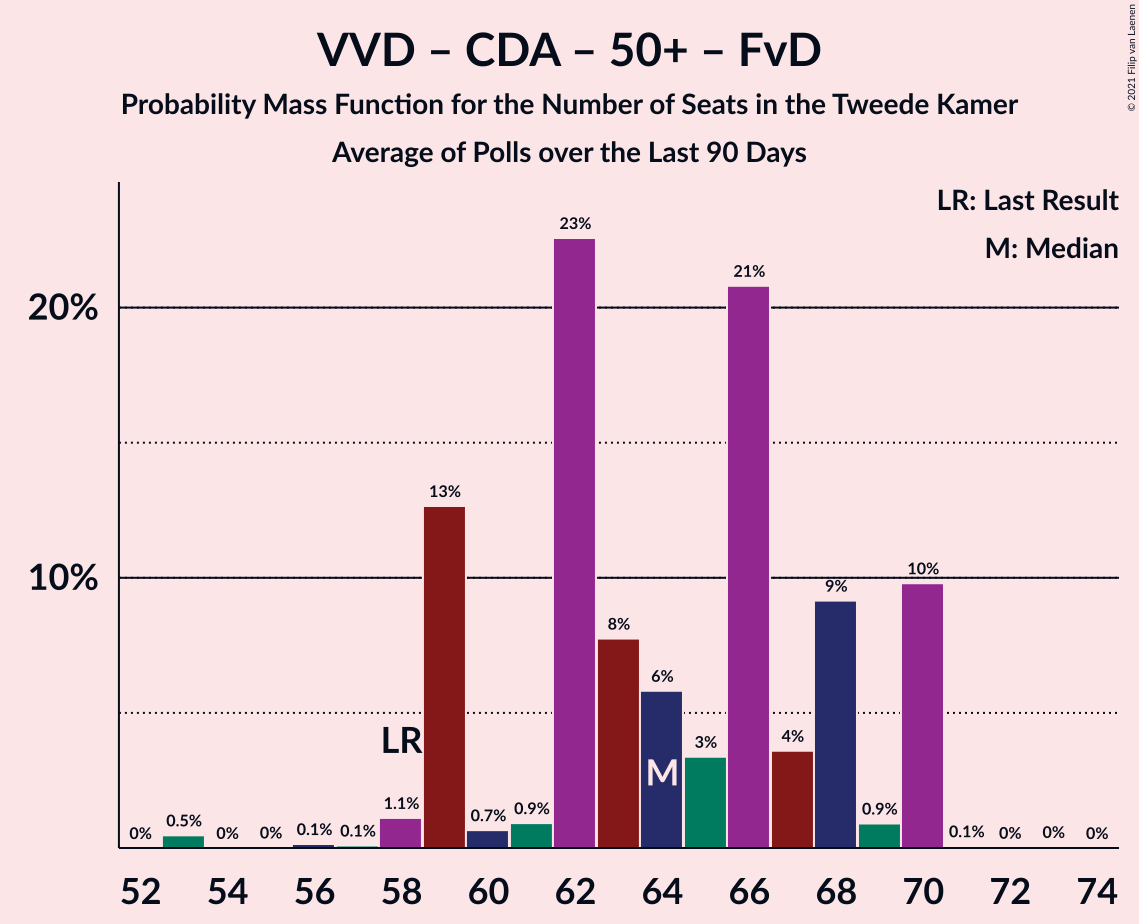 VVD – CDA – 50+ – FvD
Probability Mass Function for the Number of Seats in the Tweede Kamer
Average of Polls over the Last 90 Days
© 2021 Filip van Laenen
LR: Last Result
M: Median
20%
10%
0%
0.5%
0%
0%
0.1%
0.1%
1.1%
13%
0.7%
0.9%
23%
8%
6%
3%
21%
4%
9%
0.9%
10%
0.1%
0%
0%
0%
LR
M
52 54 56 58 60 62 64 66 68 70 72 74